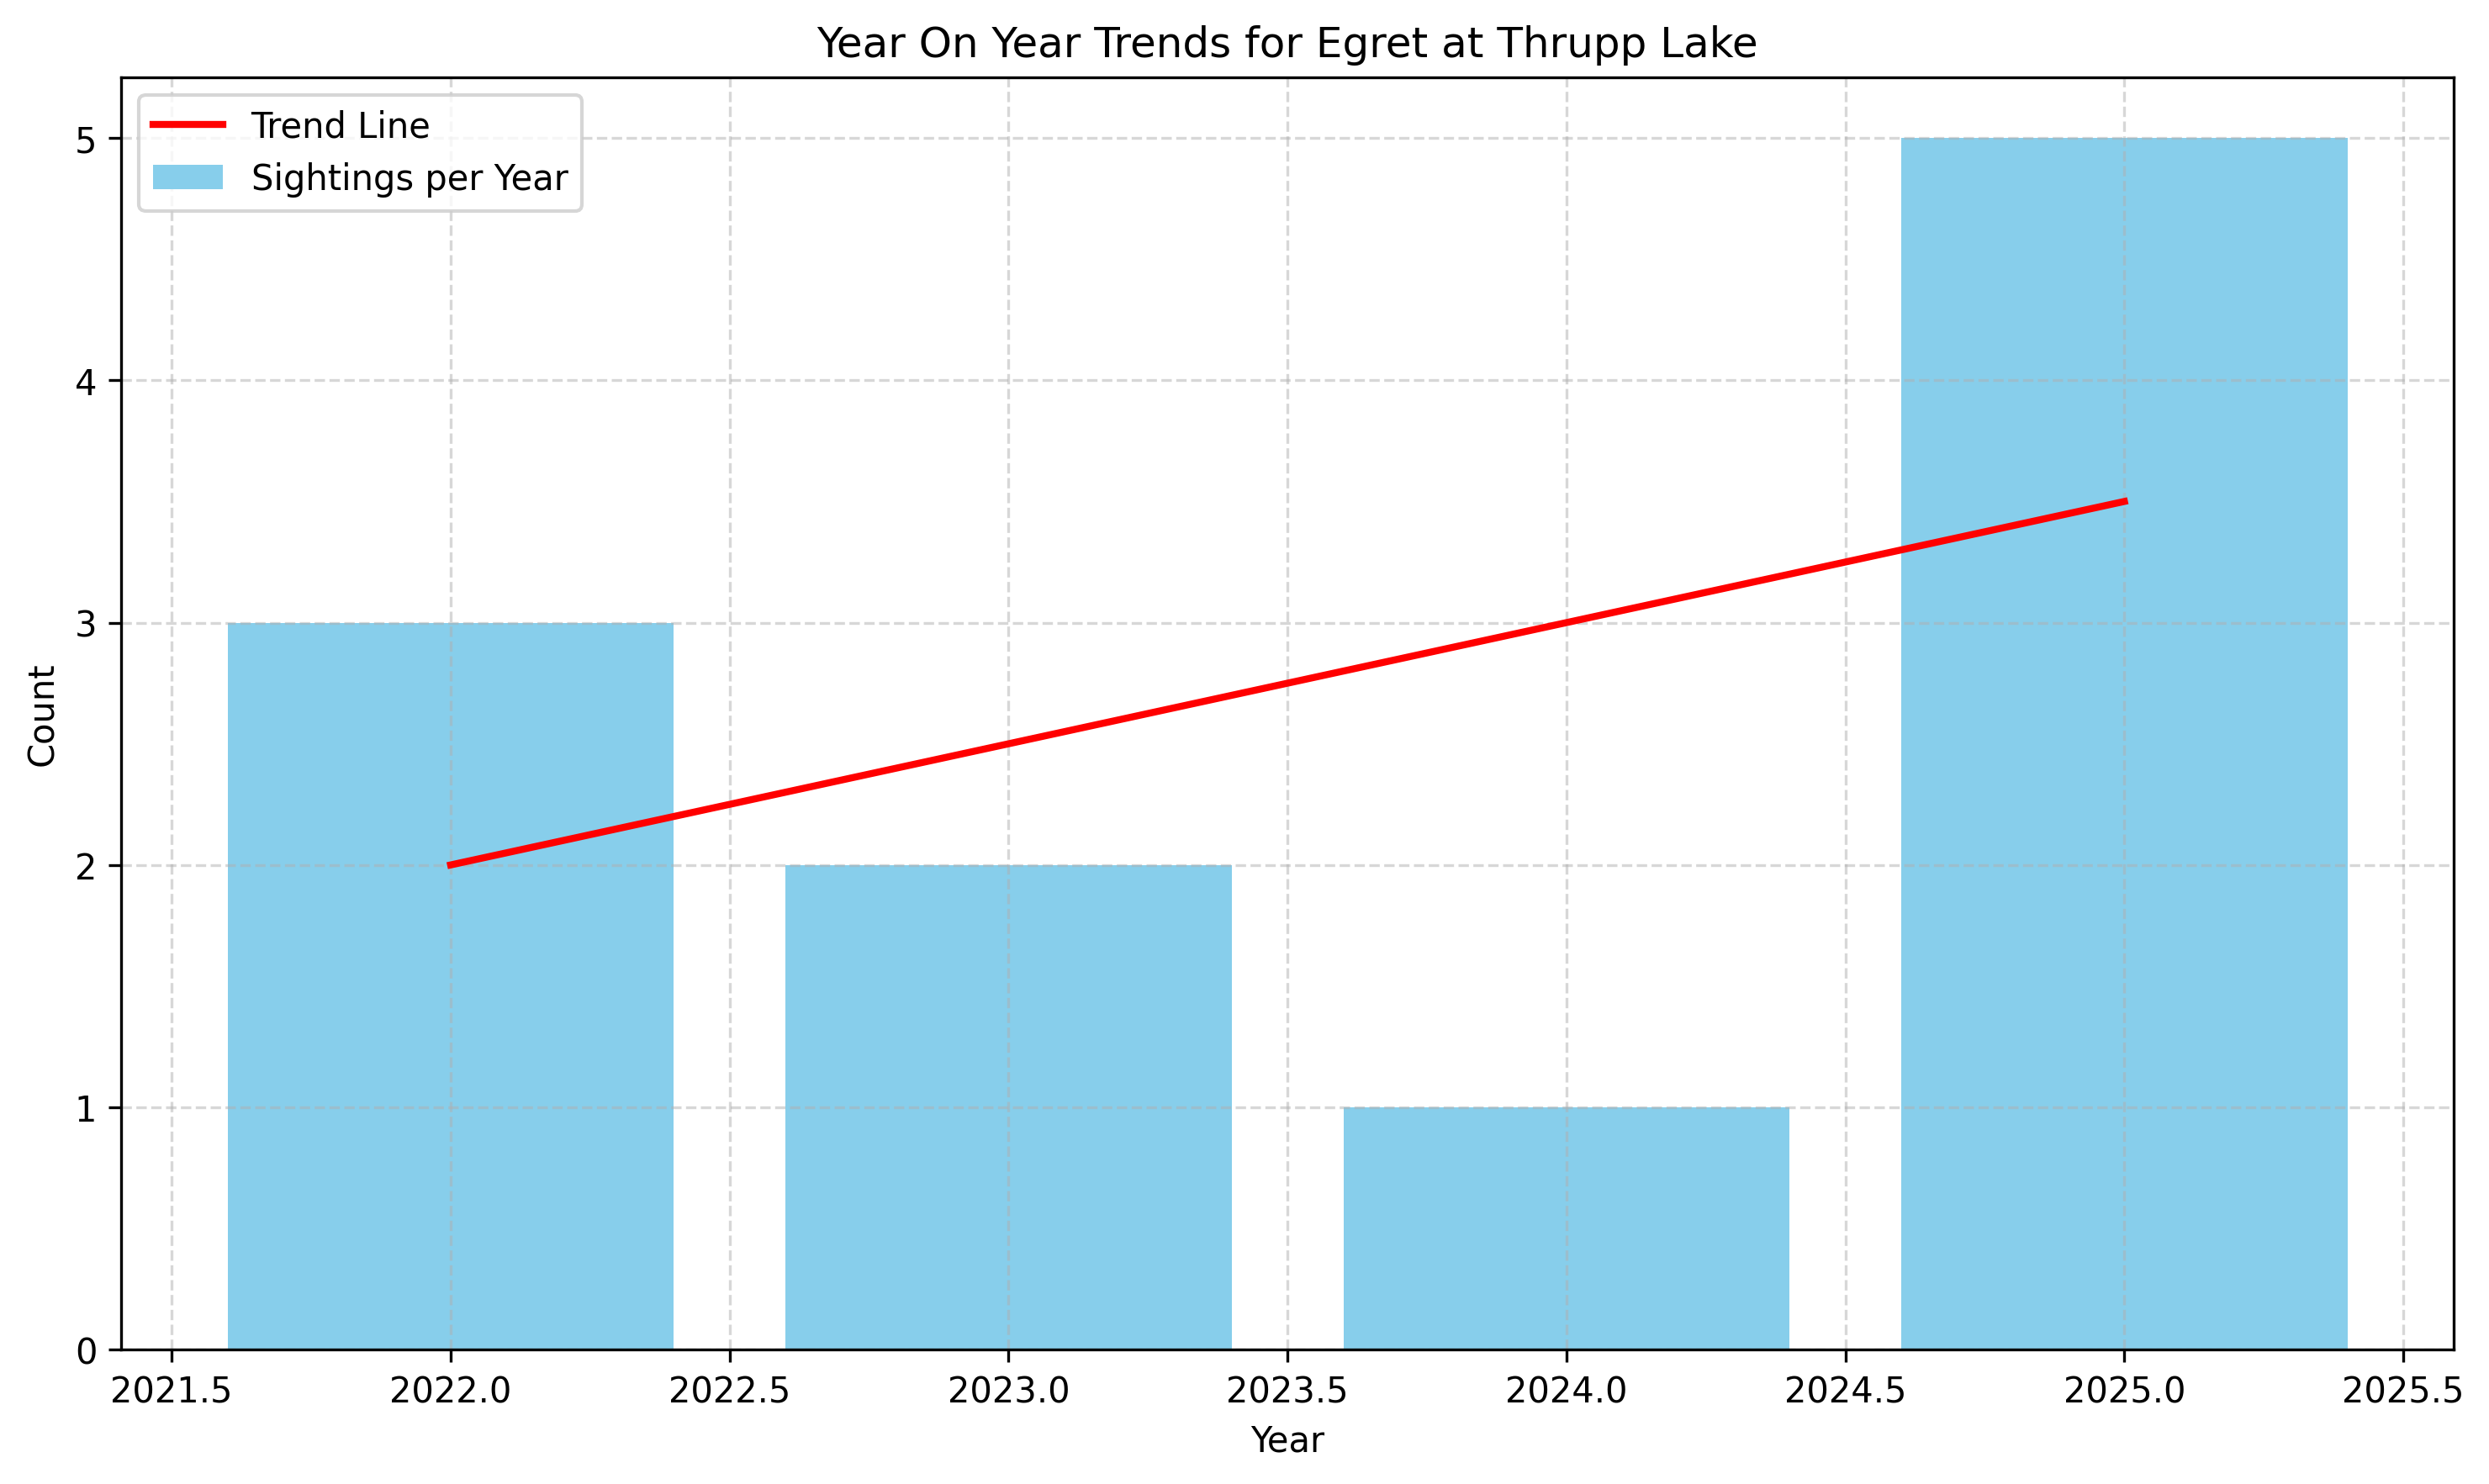 Year On Year Trends for Egret at Thrupp Lake
Trend Line
Sightings per Year
5
4
3
2
1
0
Count
2021.5 2022.0 2022.5 2023.0 2023.5 2024.0 2024.5 2025.0 2025.5
Year